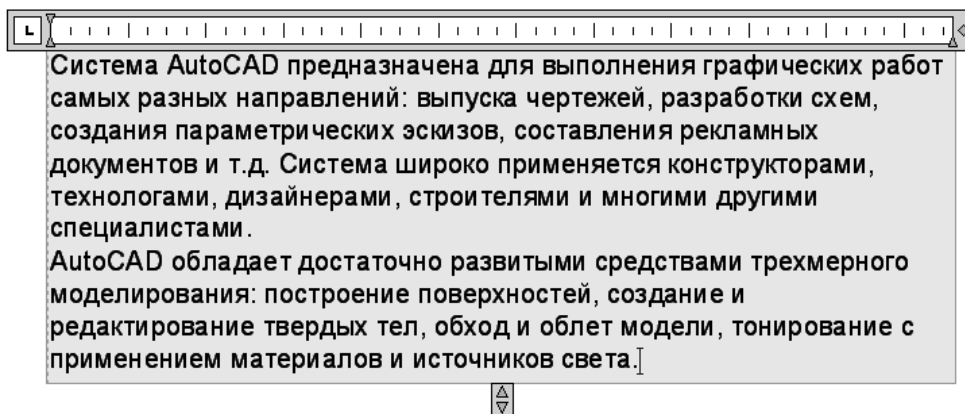 L
Система AutoCAD предназначена для выполнения графических работ
самых разных направлений: выпуска чертежей, разработки схем,
создания параметрических эскизов, составления рекламных
документов и т.д. Система широко применяется конструкторами,
технологами, дизайнерами, строителями и многими другими
специалистами.
AutoCAD обладает достаточно развитыми средствами трехмерного
моделирования: построение поверхностей, создание и
редактирование твердых тел, обход и облет модели, тонирование с
применением материалов и источников света.